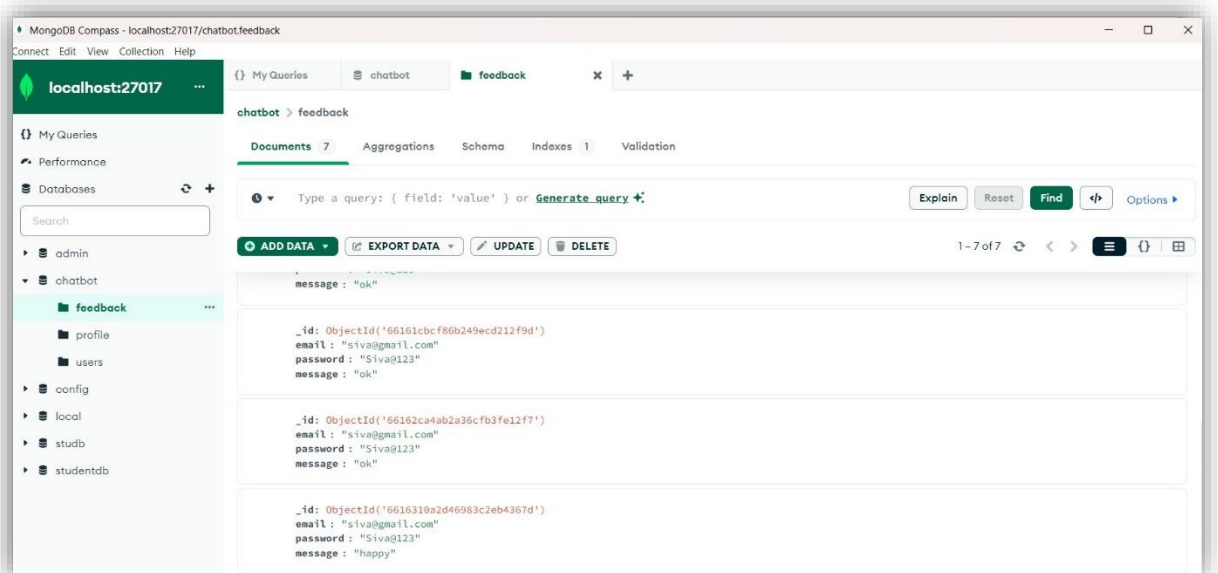 MongoDB Compass - localhost:27017/chatbot.feedback
Connect Edit View Collection Help
localhost:27017 ...
{} My Queries
chatbot
feedback
chatbot > feedback
My Queries
Performance
Databases
Search
admin
chatbot
feedback ...
profile
users
config
local
studb
studentdb
Documents 7 Aggregations Schema Indexes 1 Validation
Type a query: { field: 'value' } or Generate query
Explain Reset Find </> Options
ADD DATA EXPORT DATA UPDATE DELETE
1 – 7 of 7 {}
message : "ok"
_id: ObjectId('66161cbcf86b249ecd212f9d')
email : "siva@gmail.com"
password : "Siva@123"
message : "ok"
_id: ObjectId('66162ca4ab2a36cfb3fe12f7')
email : "siva@gmail.com"
password : "Siva@123"
message : "ok"
_id: ObjectId('6616310a2d46983c2eb4367d')
email : "siva@gmail.com"
password : "Siva@123"
message : "happy"